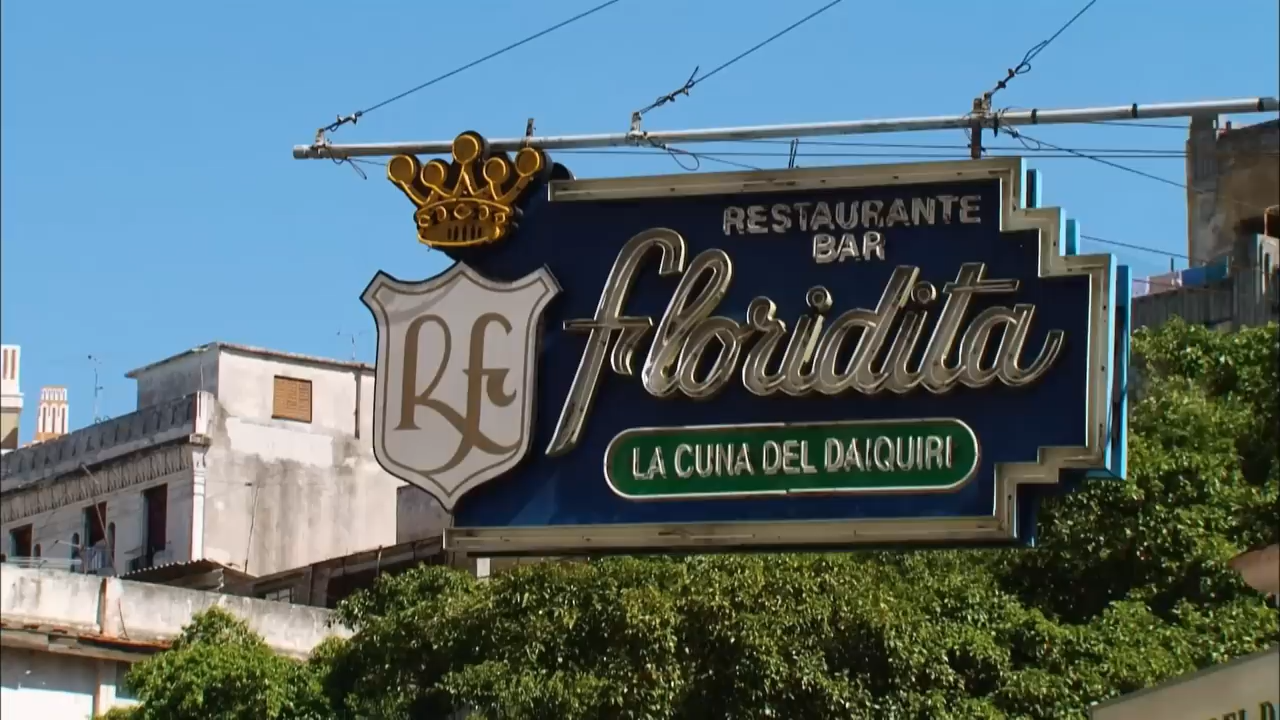 RESTAURANTE
BAR
floridita
RF
LA CUNA DEL DAIQUIRI